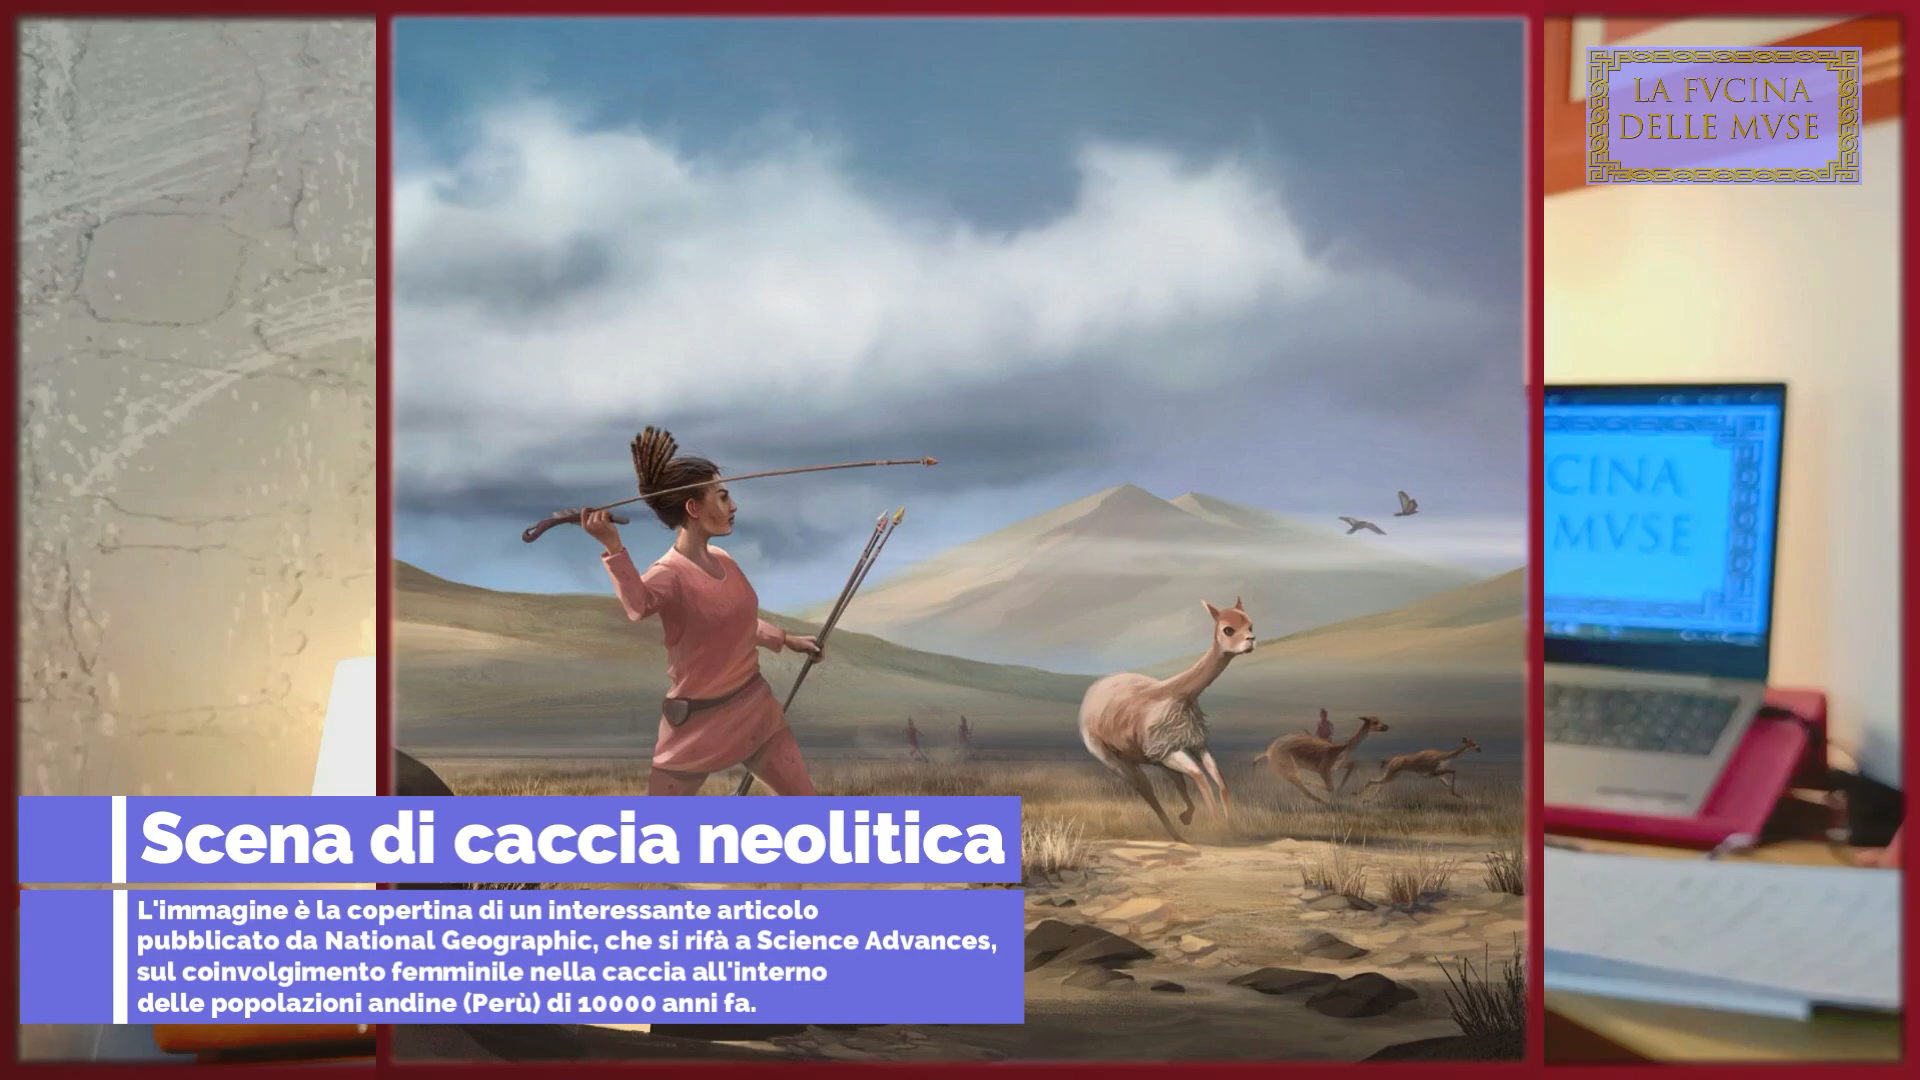 LA FVCINA
DELLE MVSE
CINA
MVSE
Scena di caccia neolitica
L'immagine è la copertina di un interessante articolo
pubblicato da National Geographic, che si rifà a Science Advances,
sul coinvolgimento femminile nella caccia all'interno
delle popolazioni andine (Perù) di 10000 anni fa.